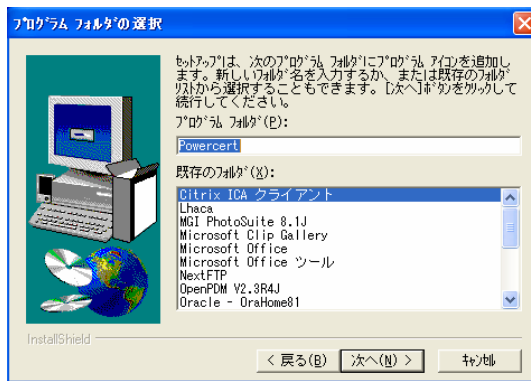 ﾌﾟﾛｸﾞﾗﾑ ﾌｫﾙﾀﾞの選択
ｾｯﾄｱｯﾌﾟは、次のﾌﾟﾛｸﾞﾗﾑ ﾌｫﾙﾀﾞにﾌﾟﾛｸﾞﾗﾑ ｱｲｺﾝを追加し
ます。新しいﾌｫﾙﾀﾞ名を入力するか、または既存のﾌｫﾙﾀﾞ
ﾘｽﾄから選択することもできます。[次へ]ﾎﾞﾀﾝをｸﾘｯｸして
続行してください。
ﾌﾟﾛｸﾞﾗﾑ ﾌｫﾙﾀﾞ(P):
Powercert
既存のﾌｫﾙﾀﾞ(X):
Citrix ICA クライアント
Lhaca
MGI PhotoSuite 8.1J
Microsoft Clip Gallery
Microsoft Office
Microsoft Office ツール
NextFTP
OpenPDM V2.3R4J
Oracle - OraHome81
InstallShield
< 戻る(B)
次へ(N) >
ｷｬﾝｾﾙ